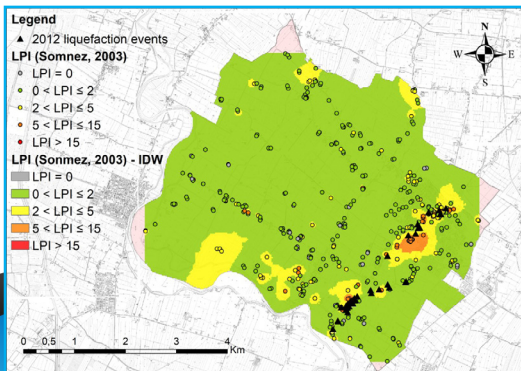 Legend
2012 liquefaction events
LPI (Somnez, 2003)
LPI = 0
0 < LPI ≤ 2
2 < LPI ≤ 5
5 < LPI ≤ 15
LPI > 15
LPI (Sonmez, 2003) - IDW
LPI = 0
0 < LPI ≤ 2
2 < LPI ≤ 5
5 < LPI ≤ 15
LPI > 15
N
W E
S
0 0,5 1 2 3 4
Km